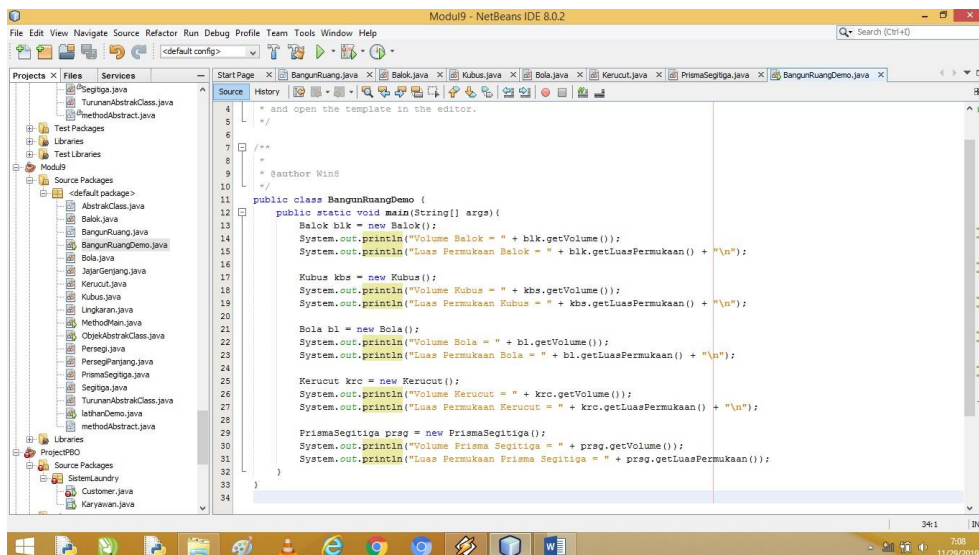 Modul9 - NetBeans IDE 8.0.2
File Edit View Navigate Source Refactor Run Debug Profile Team Tools Window Help
Search (Ctrl+I)
<default config>
Projects Files Services
Start Page BangunRuang.java Balok.java Kubus.java Bola.java Kerucut.java PrismaSegitiga.java BangunRuangDemo.java
Source History
Segitiga.java
TurunanAbstrakClass.java
methodAbstract.java
Test Packages
Libraries
Test Libraries
Modul9
Source Packages
<default package>
AbstrakClass.java
Balok.java
BangunRuang.java
BangunRuangDemo.java
Bola.java
JajarGenjang.java
Kerucut.java
Kubus.java
Lingkaran.java
MethodMain.java
ObjekAbstrakClass.java
Persegi.java
PersegiPanjang.java
PrismaSegitiga.java
Segitiga.java
TurunanAbstrakClass.java
latihanDemo.java
methodAbstract.java
Libraries
ProjectPBO
Source Packages
SistemLaundry
Customer.java
Karyawan.java
4 * and open the template in the editor.
5 */
6
7 /**
8 *
9 * @author Win8
10 */
11 public class BangunRuangDemo {
12 public static void main(String[] args){
13 Balok blk = new Balok();
14 System.out.println("Volume Balok = " + blk.getVolume());
15 System.out.println("Luas Permukaan Balok = " + blk.getLuasPermukaan() + "\n");
16
17 Kubus kbs = new Kubus();
18 System.out.println("Volume Kubus = " + kbs.getVolume());
19 System.out.println("Luas Permukaan Kubus = " + kbs.getLuasPermukaan() + "\n");
20
21 Bola bl = new Bola();
22 System.out.println("Volume Bola = " + bl.getVolume());
23 System.out.println("Luas Permukaan Bola = " + bl.getLuasPermukaan() + "\n");
24
25 Kerucut krc = new Kerucut();
26 System.out.println("Volume Kerucut = " + krc.getVolume());
27 System.out.println("Luas Permukaan Kerucut = " + krc.getLuasPermukaan() + "\n");
28
29 PrismaSegitiga prsg = new PrismaSegitiga();
30 System.out.println("Volume Prisma Segitiga = " + prsg.getVolume());
31 System.out.println("Luas Permukaan Prisma Segitiga = " + prsg.getLuasPermukaan());
32 }
33 }
34
34:1 IN
7:08